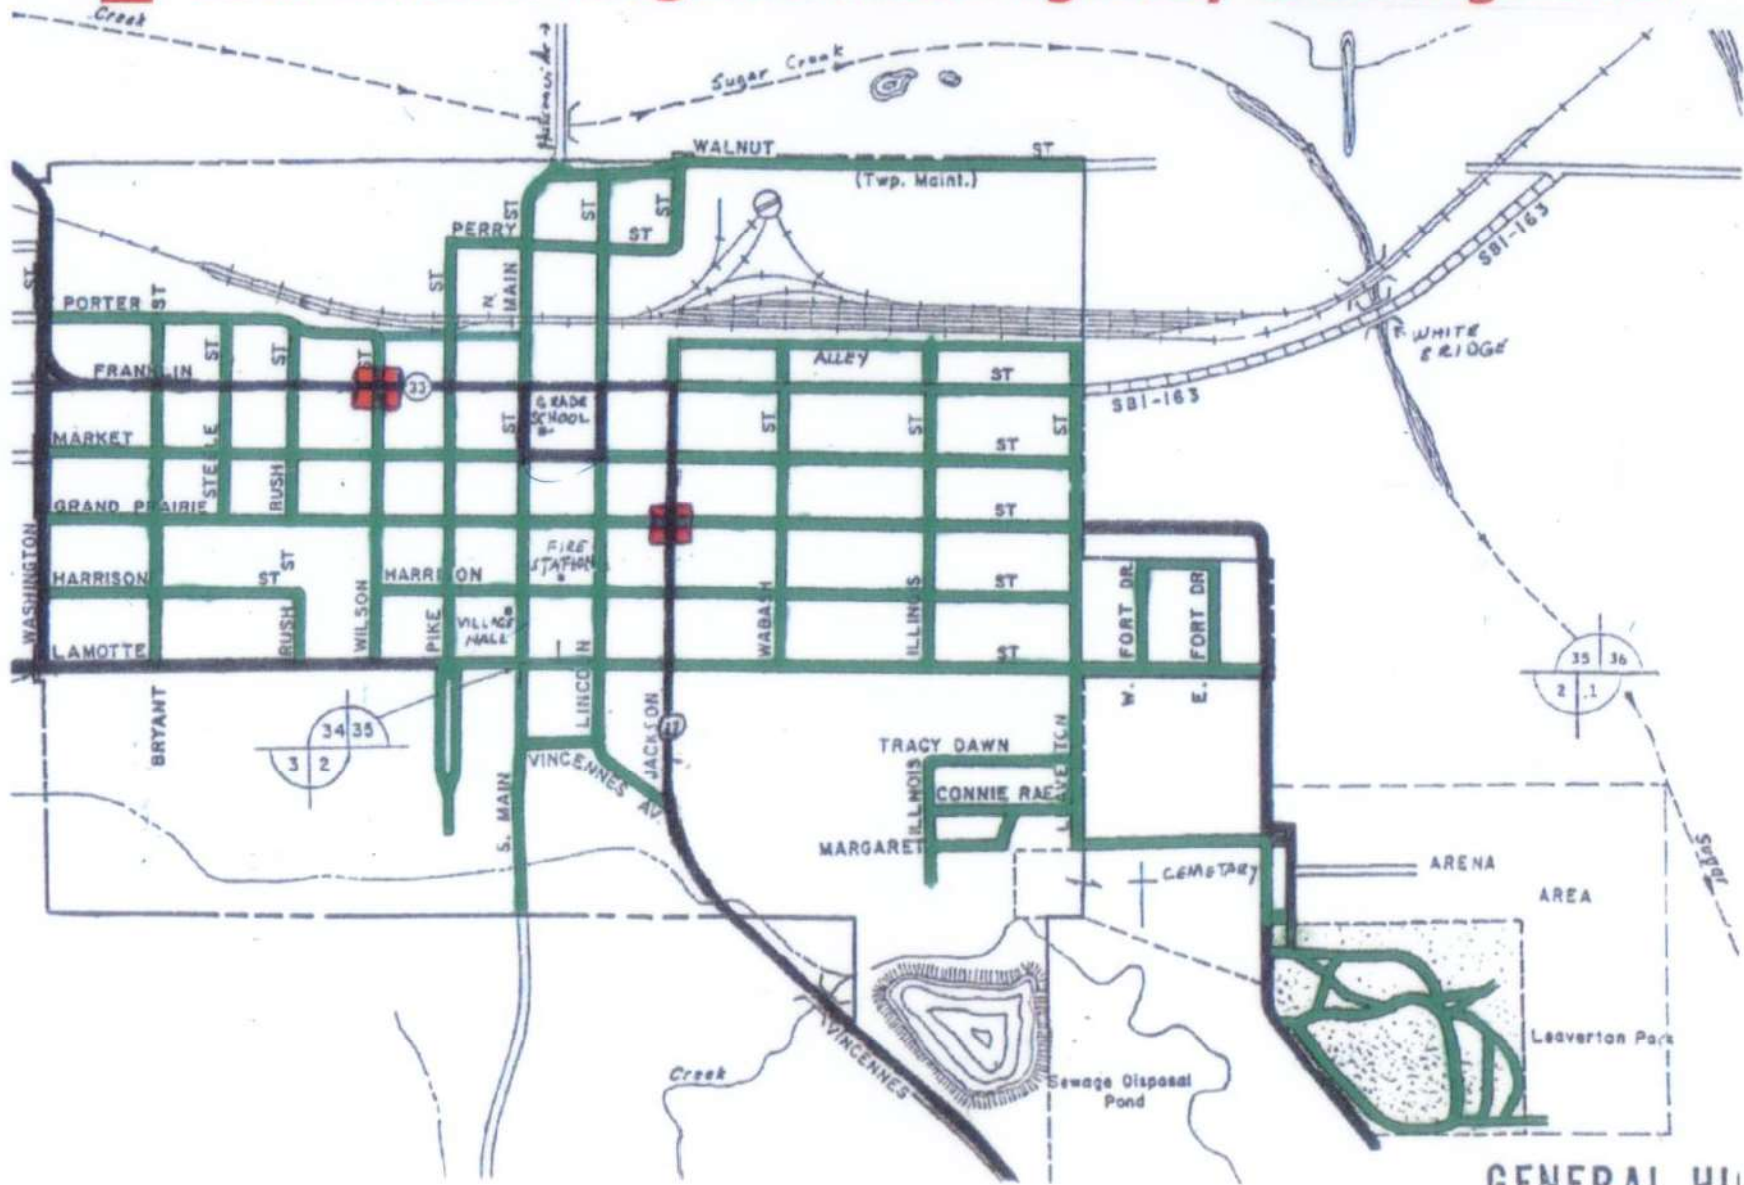 Creek
Sugar Creek
WALNUT ST
(Twp. Maint.)
ST
ST
ST
PERRY
ST
ST
N. MAIN
ST
SBI-163
PORTER ST
ST
ST
ST
WHITE
BRIDGE
FRANKLIN
33
ALLEY
ST
SBI-163
GRADE
SCHOOL
ST
ST
ST
ST
MARKET
ST
STEELE
RUSH
GRAND PRAIRIE
ST
WASHINGTON
FIRE
STATION
HARRISON
ST
ST
HARRISON
ST
WILSON
PIKE
VILLAGE
HALL
WABASH
ILLINOIS
W. FORT DR.
E. FORT DR.
RUSH
LAMOTTE
ST
35 36
2 1
BRYANT
LINCOLN
JACKSON
34 35
3 2
VINCENNES AV.
S. MAIN
TRACY DAWN
ILLINOIS
CONNIE RAE
LEAVERTON
MARGARET
CEMETARY
ARENA
AREA
Sugar
Leaverton Park
VINCENNES
Creek
Sewage Disposal
Pond
GENERAL